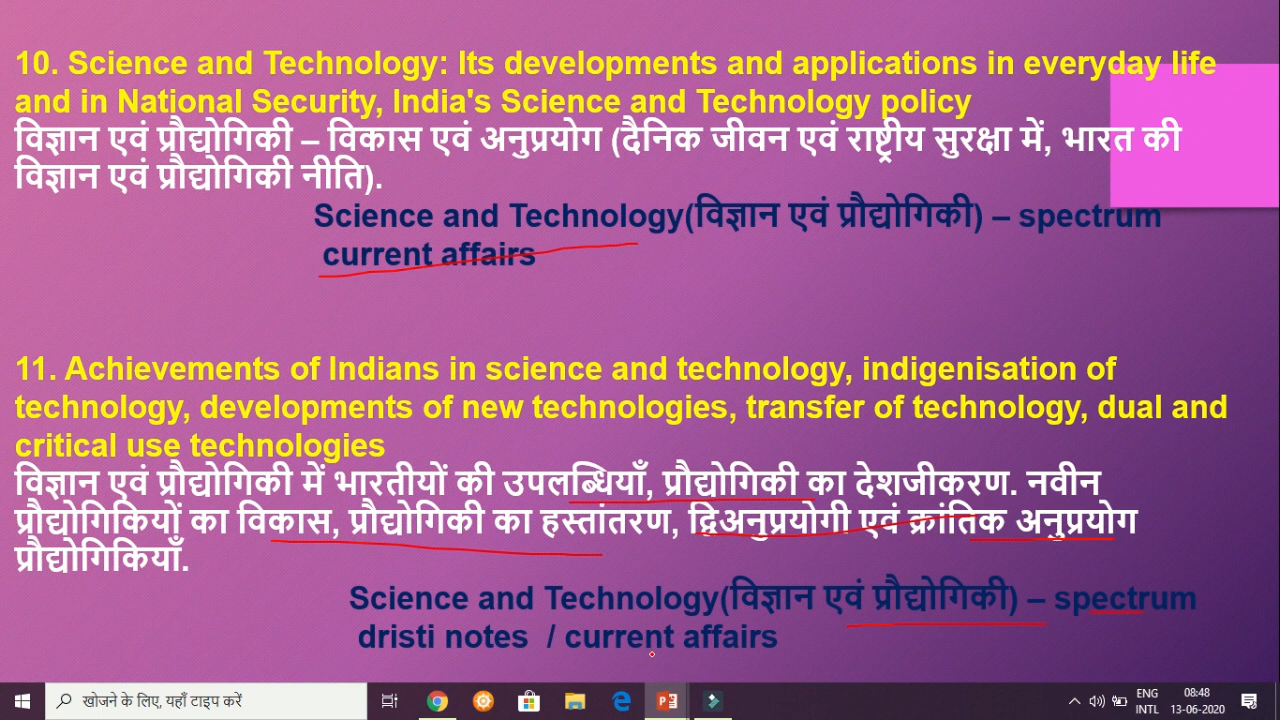 10. Science and Technology: Its developments and applications in everyday life
and in National Security, India's Science and Technology policy
विज्ञान एवं प्रौद्योगिकी – विकास एवं अनुप्रयोग (दैनिक जीवन एवं राष्ट्रीय सुरक्षा में, भारत की
विज्ञान एवं प्रौद्योगिकी नीति).
Science and Technology(विज्ञान एवं प्रौद्योगिकी) – spectrum
current affairs
11. Achievements of Indians in science and technology, indigenisation of
technology, developments of new technologies, transfer of technology, dual and
critical use technologies
विज्ञान एवं प्रौद्योगिकी में भारतीयों की उपलब्धियाँ, प्रौद्योगिकी का देशजीकरण. नवीन
प्रौद्योगिकियों का विकास, प्रौद्योगिकी का हस्तांतरण, द्विअनुप्रयोगी एवं क्रांतिक अनुप्रयोग
प्रौद्योगिकियाँ.
Science and Technology(विज्ञान एवं प्रौद्योगिकी) – spectrum
dristi notes / current affairs
खोजने के लिए, यहाँ टाइप करें
ENG 08:48
INTL 13-06-2020